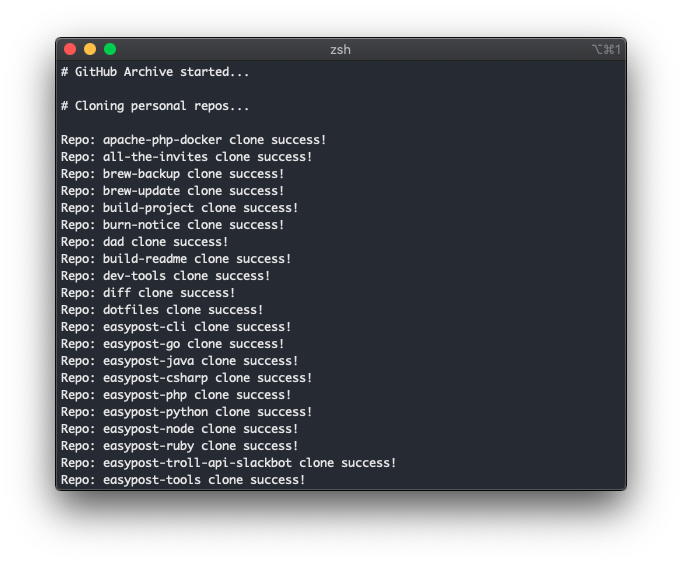 zsh
⌥⌘1
# GitHub Archive started...
# Cloning personal repos...
Repo: apache-php-docker clone success!
Repo: all-the-invites clone success!
Repo: brew-backup clone success!
Repo: brew-update clone success!
Repo: build-project clone success!
Repo: burn-notice clone success!
Repo: dad clone success!
Repo: build-readme clone success!
Repo: dev-tools clone success!
Repo: diff clone success!
Repo: dotfiles clone success!
Repo: easypost-cli clone success!
Repo: easypost-go clone success!
Repo: easypost-java clone success!
Repo: easypost-csharp clone success!
Repo: easypost-php clone success!
Repo: easypost-python clone success!
Repo: easypost-node clone success!
Repo: easypost-ruby clone success!
Repo: easypost-troll-api-slackbot clone success!
Repo: easypost-tools clone success!